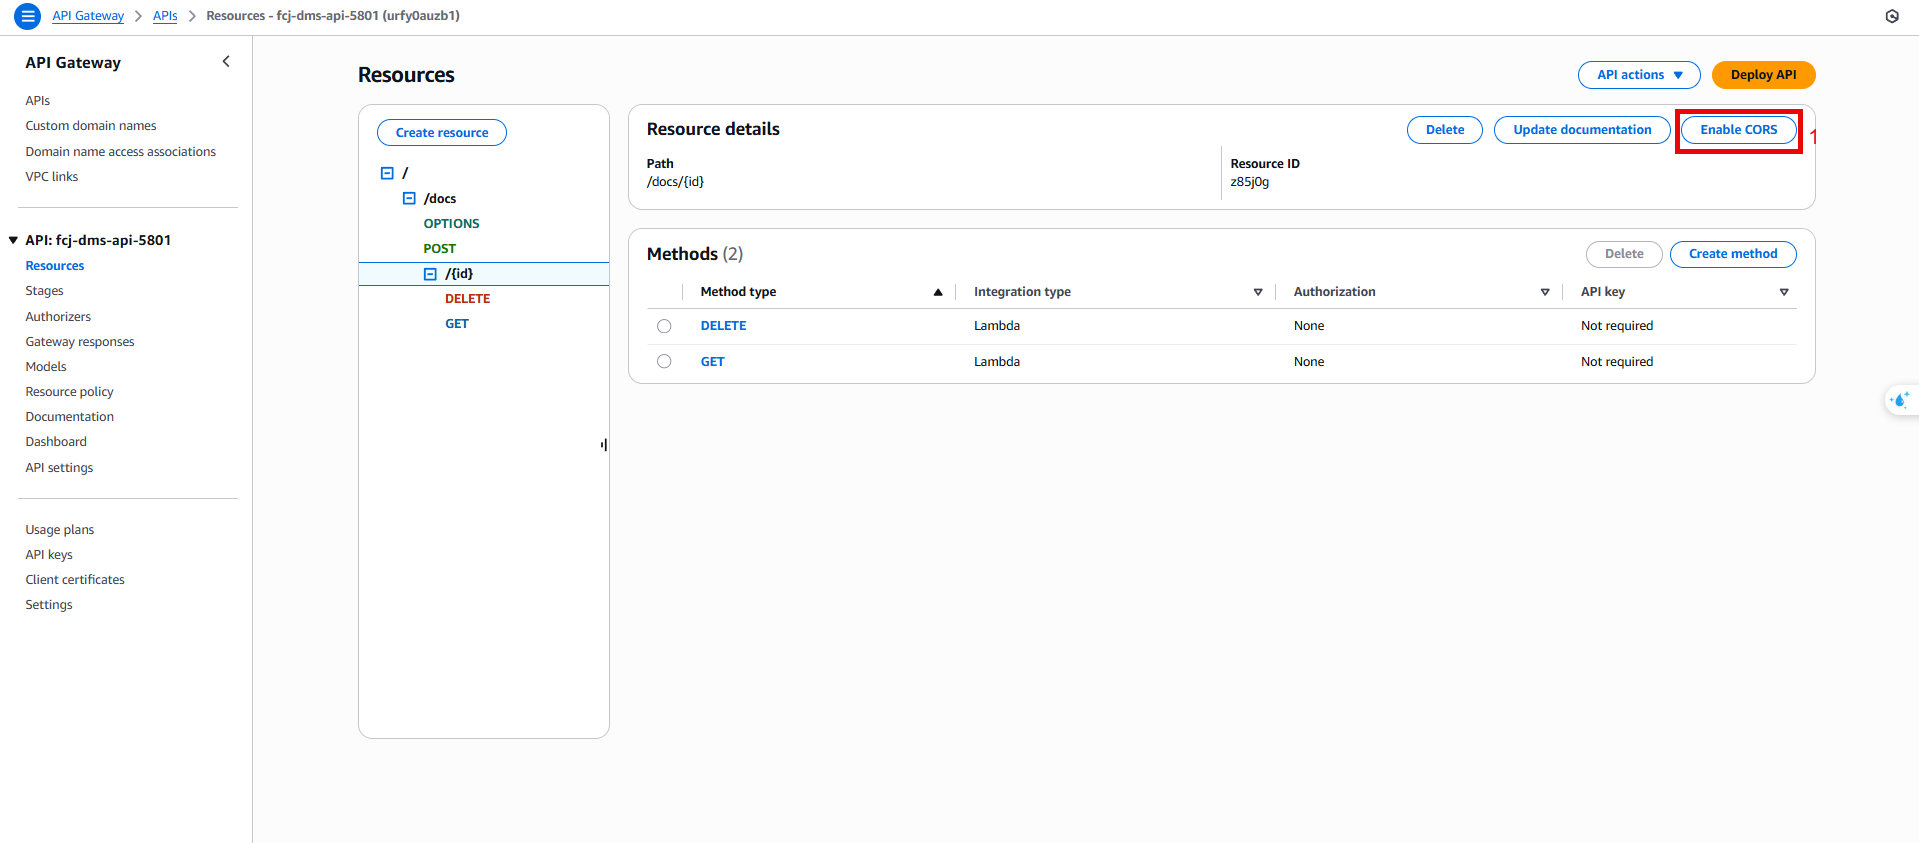 API Gateway > APIs > Resources - fcj-dms-api-5801 (urfy0auzb1)
API Gateway
APIs
Custom domain names
Domain name access associations
VPC links
API: fcj-dms-api-5801
Resources
Stages
Authorizers
Gateway responses
Models
Resource policy
Documentation
Dashboard
API settings
Usage plans
API keys
Client certificates
Settings
Resources
API actions
Deploy API
Create resource
/
/docs
OPTIONS
POST
/{id}
DELETE
GET
Resource details
Delete
Update documentation
Enable CORS
1
Path
/docs/{id}
Resource ID
z85j0g
Methods (2)
Delete
Create method
Method type Integration type Authorization API key
DELETE Lambda None Not required
GET Lambda None Not required